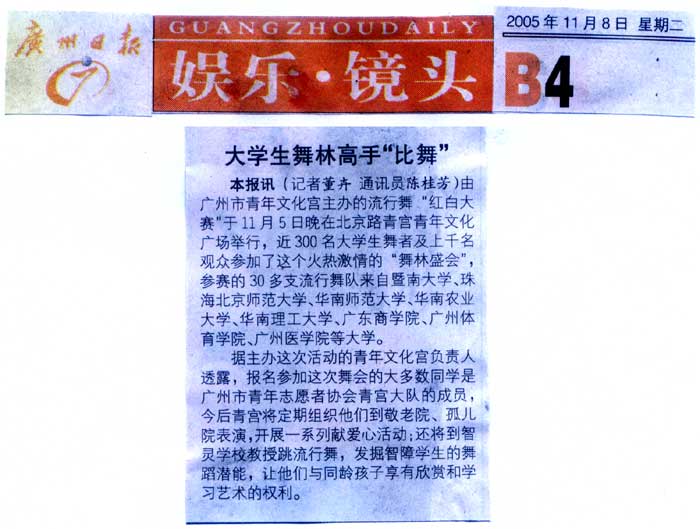 廣州日報
GUANGZHOUDAILY
娱乐·镜头
2005年11月8日 星期二
B4
大学生舞林高手“比舞”
本报讯（记者董卉 通讯员陈桂芳）由
广州市青年文化宫主办的流行舞“红白大
赛”于11月5日晚在北京路青宫青年文化
广场举行，近300名大学生舞者及上千名
观众参加了这个火热激情的“舞林盛会”，
参赛的30多支流行舞队来自暨南大学、珠
海北京师范大学、华南师范大学、华南农业
大学、华南理工大学、广东商学院、广州体
育学院、广州医学院等大学。
据主办这次活动的青年文化宫负责人
透露，报名参加这次舞会的大多数同学是
广州市青年志愿者协会青宫大队的成员，
今后青宫将定期组织他们到敬老院、孤儿
院表演，开展一系列献爱心活动；还将到智
灵学校教授跳流行舞，发掘智障学生的舞
蹈潜能，让他们与同龄孩子享有欣赏和学
习艺术的权利。